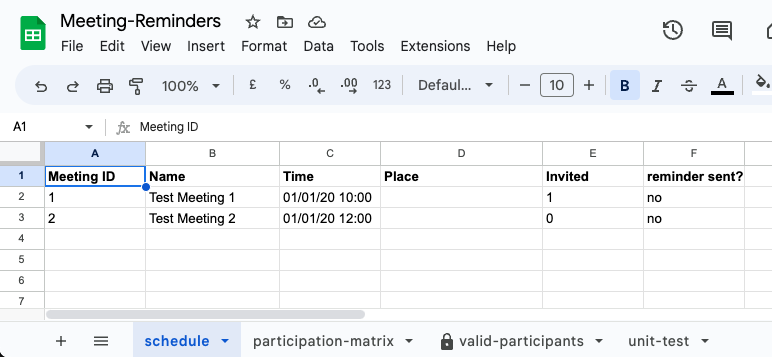 Meeting-Reminders
File Edit View Insert Format Data Tools Extensions Help
100% £ % .0 .00 123 Defaul... − 10 + B I S A
A1 fx Meeting ID
A B C D E F
1 Meeting ID Name Time Place Invited reminder sent?
2 1 Test Meeting 1 01/01/20 10:00 1 no
3 2 Test Meeting 2 01/01/20 12:00 0 no
4
5
6
7
+ schedule participation-matrix valid-participants unit-test